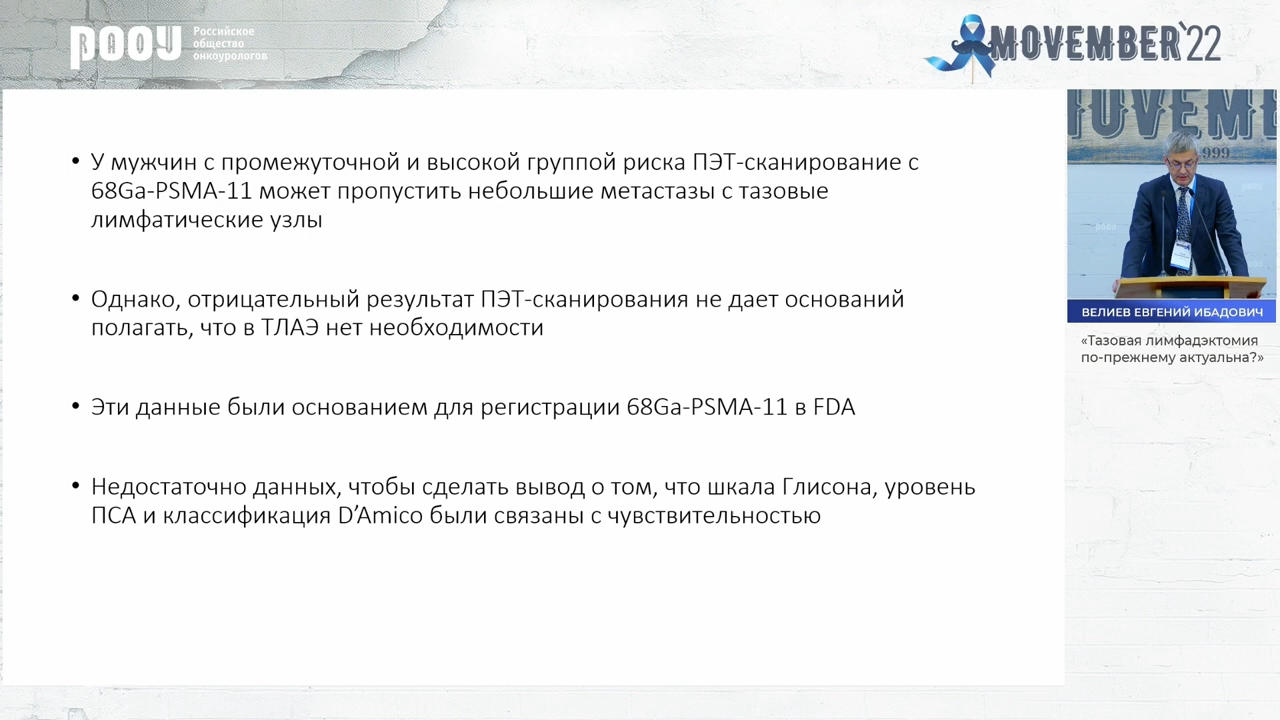 РООУ
Российское
общество
онкоурологов
MOVEMBER'22
• У мужчин с промежуточной и высокой группой риска ПЭТ-сканирование с
68Ga-PSMA-11 может пропустить небольшие метастазы с тазовые
лимфатические узлы
• Однако, отрицательный результат ПЭТ-сканирования не дает оснований
полагать, что в ТЛАЭ нет необходимости
• Эти данные были основанием для регистрации 68Ga-PSMA-11 в FDA
• Недостаточно данных, чтобы сделать вывод о том, что шкала Глисона, уровень
ПСА и классификация D’Amico были связаны с чувствительностью
MOVEME
999
РООУ
ВЕЛИЕВ ЕВГЕНИЙ ИБАДОВИЧ
«Тазовая лимфадэктомия
по-прежнему актуальна?»